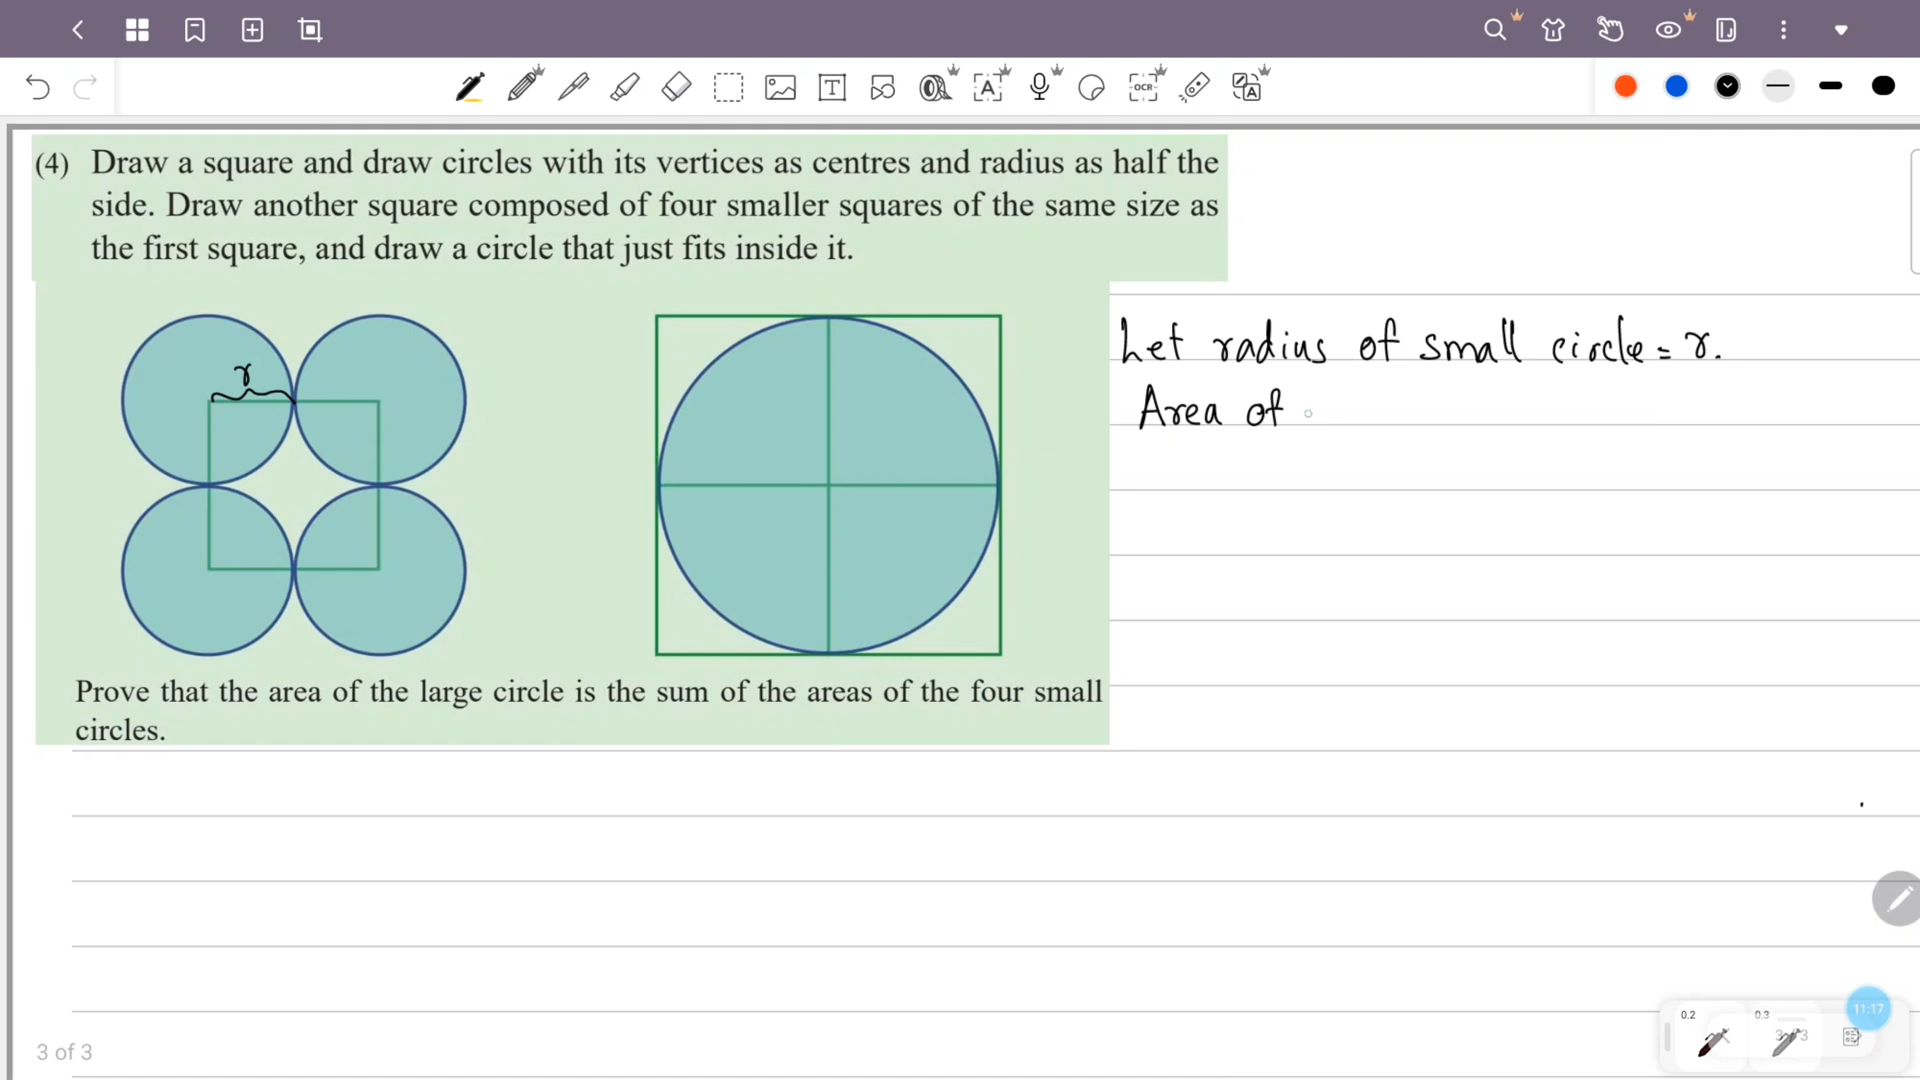 OCR
(4) Draw a square and draw circles with its vertices as centres and radius as half the
side. Draw another square composed of four smaller squares of the same size as
the first square, and draw a circle that just fits inside it.
r
Let radius of small circle = r.
Area of
Prove that the area of the large circle is the sum of the areas of the four small
circles.
11:17
0.2
0.3
3 of 3